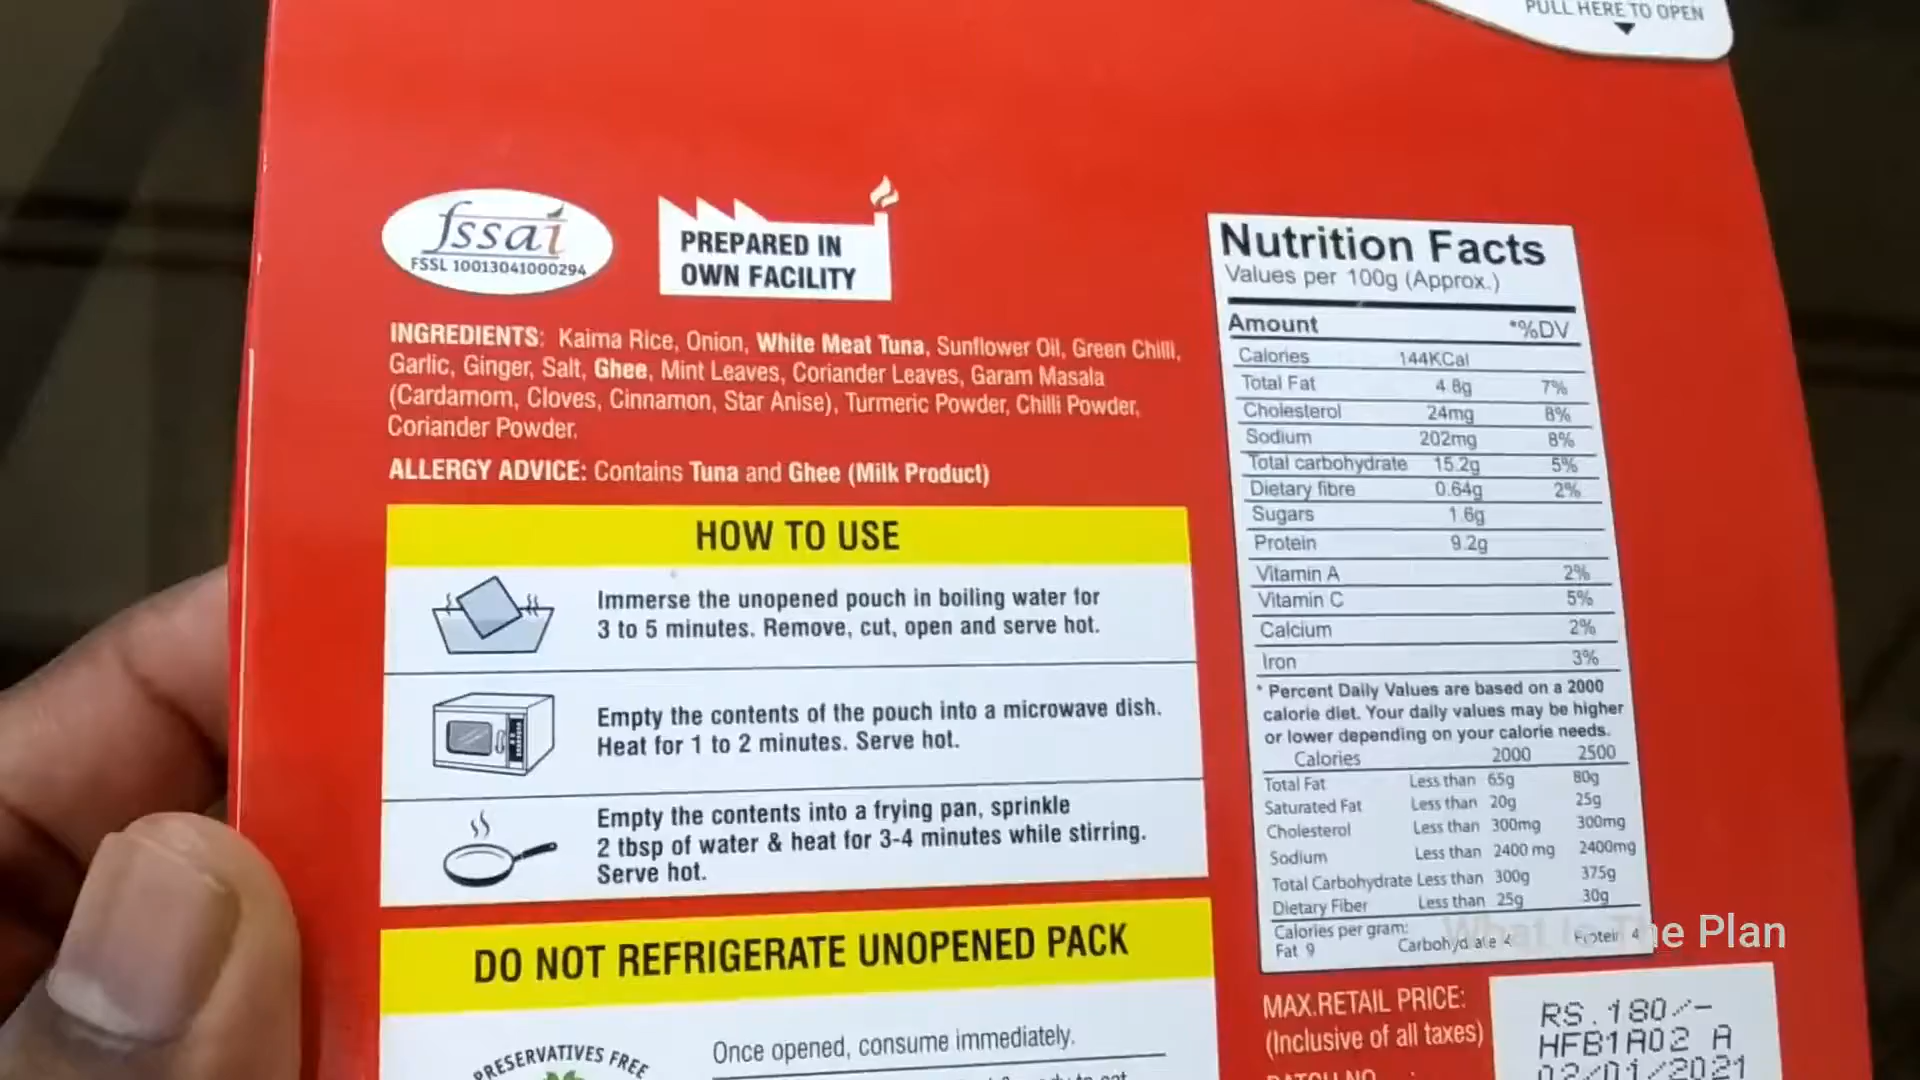 PULL HERE TO OPEN
fssai
FSSL 10013041000294
PREPARED IN
OWN FACILITY
INGREDIENTS: Kaima Rice, Onion, White Meat Tuna, Sunflower Oil, Green Chilli,
Garlic, Ginger, Salt, Ghee, Mint Leaves, Coriander Leaves, Garam Masala
(Cardamom, Cloves, Cinnamon, Star Anise), Turmeric Powder, Chilli Powder,
Coriander Powder.
ALLERGY ADVICE: Contains Tuna and Ghee (Milk Product)
HOW TO USE
Immerse the unopened pouch in boiling water for
3 to 5 minutes. Remove, cut, open and serve hot.
Empty the contents of the pouch into a microwave dish.
Heat for 1 to 2 minutes. Serve hot.
Empty the contents into a frying pan, sprinkle
2 tbsp of water & heat for 3-4 minutes while stirring.
Serve hot.
DO NOT REFRIGERATE UNOPENED PACK
PRESERVATIVES FREE
Once opened, consume immediately.
Nutrition Facts
Values per 100g (Approx.)
Amount *%DV
Calories 144KCal
Total Fat 4.8g 7%
Cholesterol 24mg 8%
Sodium 202mg 8%
Total carbohydrate 15.2g 5%
Dietary fibre 0.64g 2%
Sugars 1.6g
Protein 9.2g
Vitamin A 2%
Vitamin C 5%
Calcium 2%
Iron 3%
* Percent Daily Values are based on a 2000
calorie diet. Your daily values may be higher
or lower depending on your calorie needs.
Calories 2000 2500
Total Fat Less than 65g 80g
Saturated Fat Less than 20g 25g
Cholesterol Less than 300mg 300mg
Sodium Less than 2400 mg 2400mg
Total Carbohydrate Less than 300g 375g
Dietary Fiber Less than 25g 30g
Calories per gram:
Fat 9 Carbohydrate 4 Protein 4
What Is The Plan
MAX.RETAIL PRICE: RS.180/-
(Inclusive of all taxes) HFB1A02 A
BATCH NO. : 02/01/2021